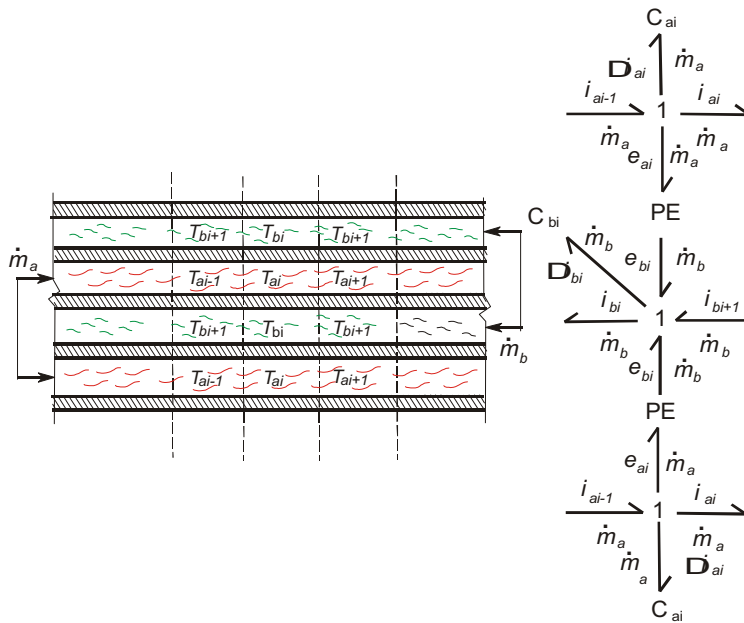 T_bi+1 T_bi T_bi+1
ṁ_a T_ai-1 T_ai T_ai+1
T_bi+1 T_bi T_bi+1 ṁ_b
T_ai-1 T_ai T_ai+1
C_ai
Ḋ_ai ṁ_a
i_ai-1 1 i_ai
ṁ_a ṁ_a
e_ai ṁ_a
PE
C_bi ṁ_b
e_bi ṁ_b
Ḋ_bi
i_bi 1 i_bi+1
ṁ_b ṁ_b
e_bi ṁ_b
PE
e_ai ṁ_a
i_ai-1 1 i_ai
ṁ_a ṁ_a
ṁ_a Ḋ_ai
C_ai